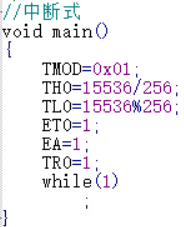 //中断式
void main()
{
TMOD=0x01;
TH0=15536/256;
TL0=15536%256;
ET0=1;
EA=1;
TR0=1;
while(1)
;
}